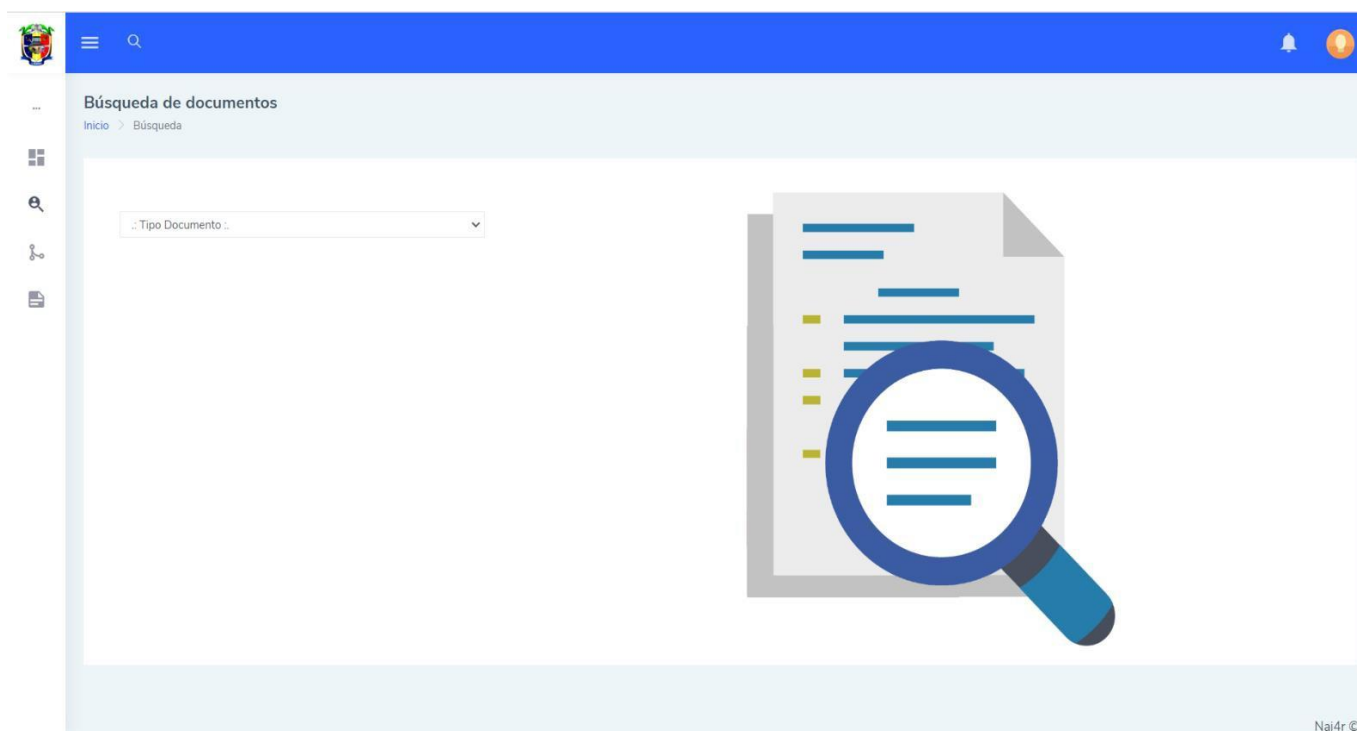 Búsqueda de documentos
Inicio > Búsqueda
.: Tipo Documento :.
Nai4r ©